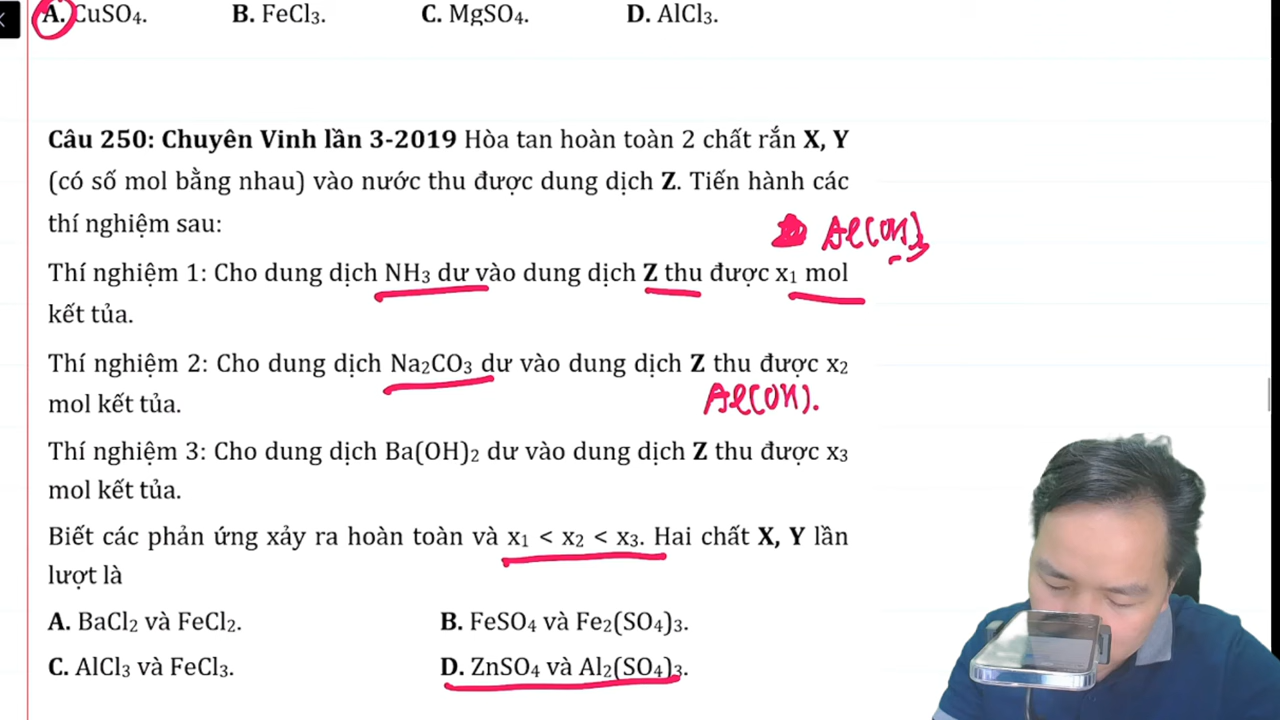 A. CuSO₄. B. FeCl₃. C. MgSO₄. D. AlCl₃.
Câu 250: Chuyên Vinh lần 3-2019 Hòa tan hoàn toàn 2 chất rắn X, Y
(có số mol bằng nhau) vào nước thu được dung dịch Z. Tiến hành các
thí nghiệm sau:
Al(OH)₃
Thí nghiệm 1: Cho dung dịch NH₃ dư vào dung dịch Z thu được x₁ mol
kết tủa.
Thí nghiệm 2: Cho dung dịch Na₂CO₃ dư vào dung dịch Z thu được x₂
mol kết tủa.
Al(OH).
Thí nghiệm 3: Cho dung dịch Ba(OH)₂ dư vào dung dịch Z thu được x₃
mol kết tủa.
Biết các phản ứng xảy ra hoàn toàn và x₁ < x₂ < x₃. Hai chất X, Y lần
lượt là
A. BaCl₂ và FeCl₂. B. FeSO₄ và Fe₂(SO₄)₃.
C. AlCl₃ và FeCl₃. D. ZnSO₄ và Al₂(SO₄)₃.